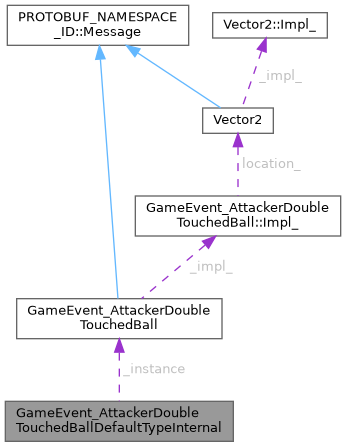 PROTOBUF_NAMESPACE
_ID::Message
Vector2::Impl_
_impl_
Vector2
location_
GameEvent_AttackerDouble
TouchedBall::Impl_
_impl_
GameEvent_AttackerDouble
TouchedBall
_instance
GameEvent_AttackerDouble
TouchedBallDefaultTypeInternal